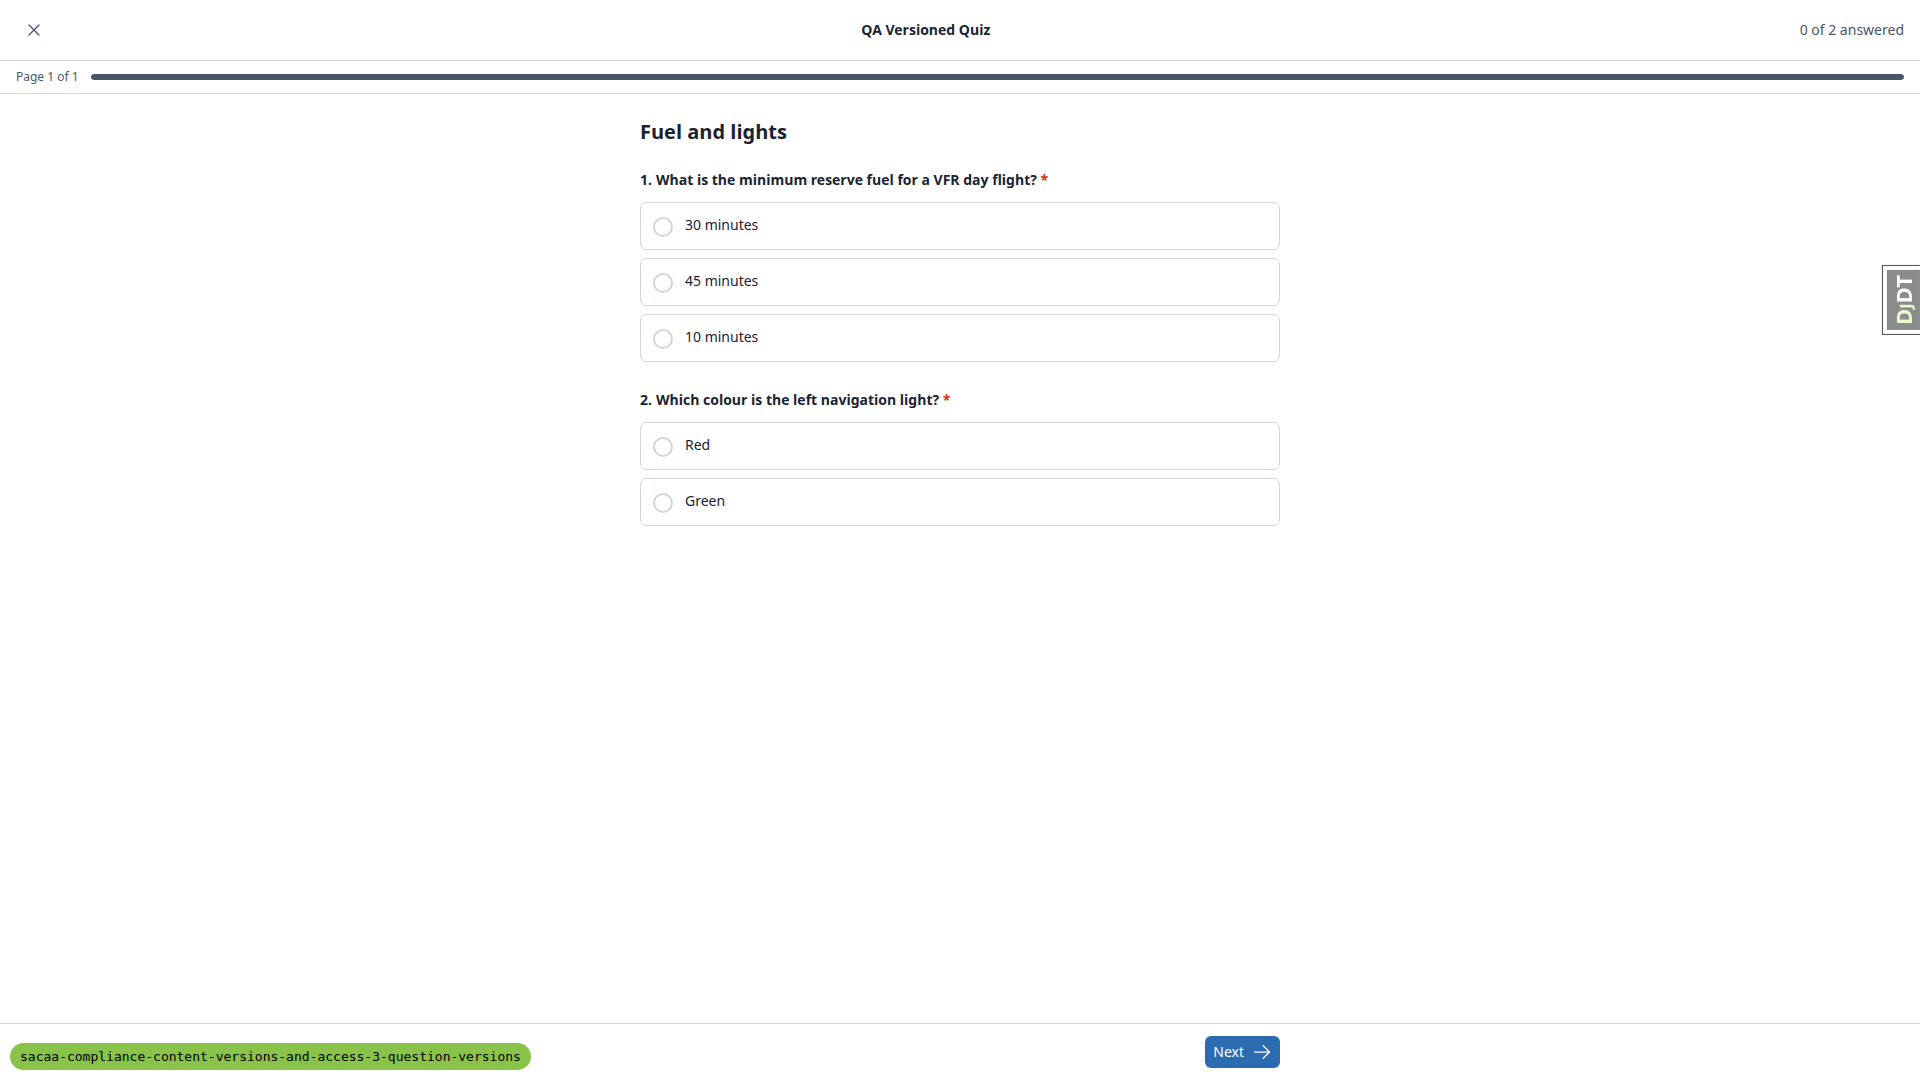 QA Versioned Quiz
0 of 2 answered
Page 1 of 1
Fuel and lights
1. What is the minimum reserve fuel for a VFR day flight? *
30 minutes
45 minutes
10 minutes
DJDT
2. Which colour is the left navigation light? *
Red
Green
sacaa-compliance-content-versions-and-access-3-question-versions
Next